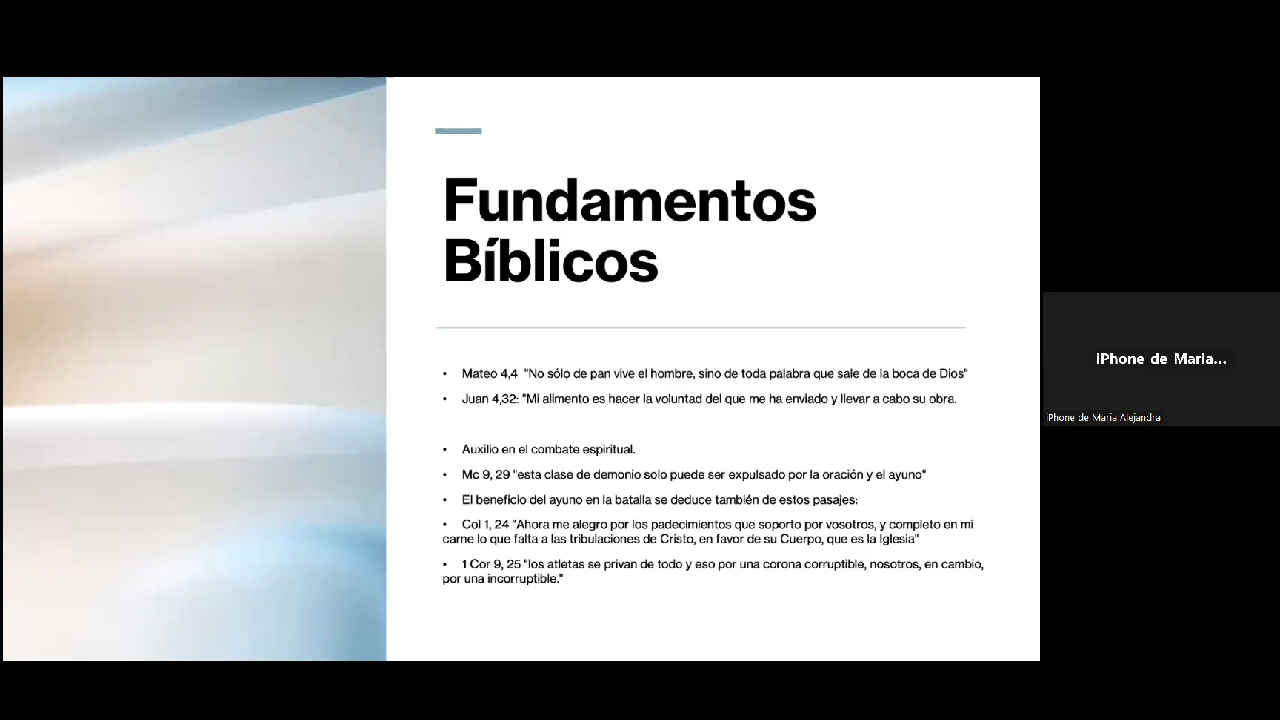 Fundamentos
Bíblicos
• Mateo 4,4 "No sólo de pan vive el hombre, sino de toda palabra que sale de la boca de Dios"
• Juan 4,32: "Mi alimento es hacer la voluntad del que me ha enviado y llevar a cabo su obra.
• Auxilio en el combate espiritual.
• Mc 9, 29 "esta clase de demonio solo puede ser expulsado por la oración y el ayuno"
• El beneficio del ayuno en la batalla se deduce también de estos pasajes:
• Col 1, 24 "Ahora me alegro por los padecimientos que soporto por vosotros, y completo en mi
carne lo que falta a las tribulaciones de Cristo, en favor de su Cuerpo, que es la Iglesia"
• 1 Cor 9, 25 "los atletas se privan de todo y eso por una corona corruptible, nosotros, en cambio,
por una incorruptible."
iPhone de Maria...
iPhone de Maria Alejandra